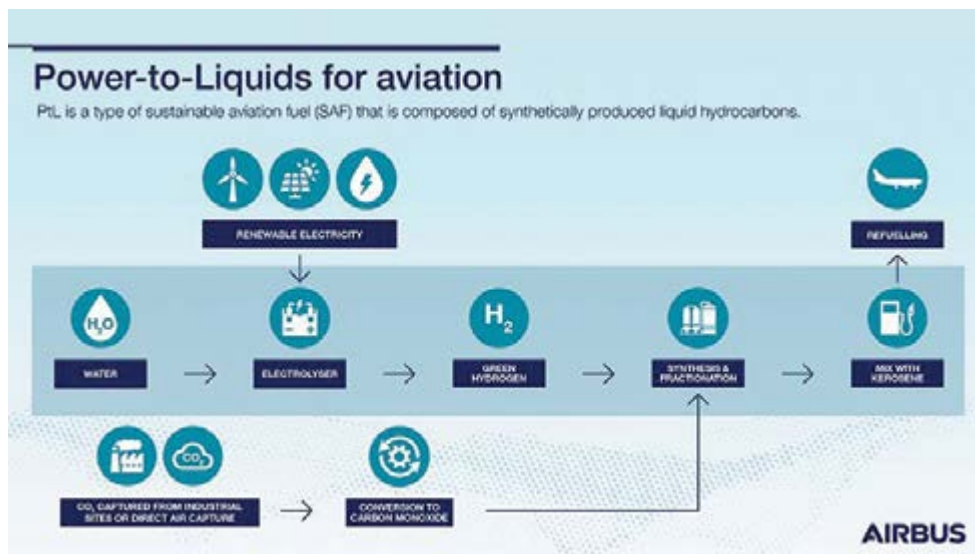 Power-to-Liquids for aviation
PtL is a type of sustainable aviation fuel (SAF) that is composed of synthetically produced liquid hydrocarbons.
RENEWABLE ELECTRICITY
REFUELLING
H₂O
H₂
WATER
ELECTROLYSER
GREEN
HYDROGEN
SYNTHESIS &
FRACTIONATION
MIX WITH
KEROSENE
CO₂
CO₂ CAPTURED FROM INDUSTRIAL
SITES OR DIRECT AIR CAPTURE
CONVERSION TO
CARBON MONOXIDE
AIRBUS